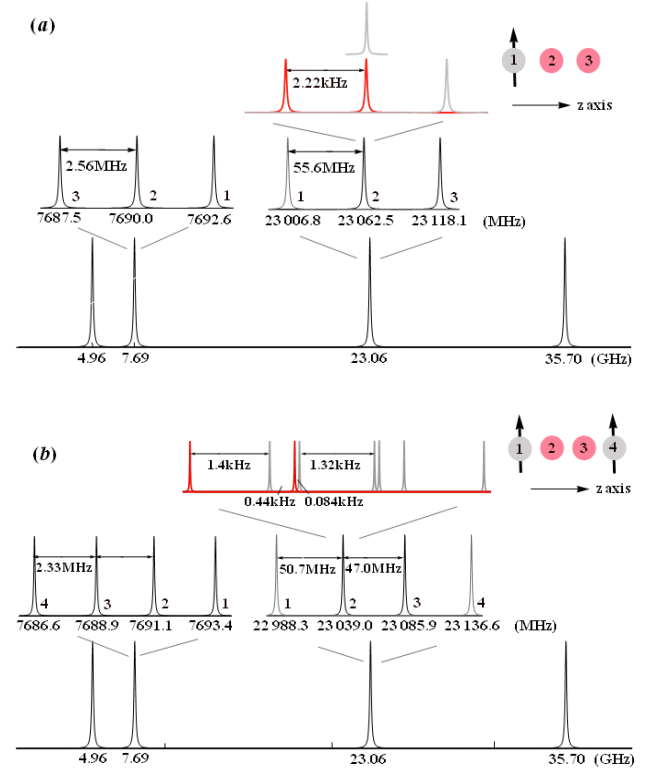 (a)
2.22kHz
1 2 3
z axis
2.56MHz
55.6MHz
3 2 1 1 2 3
7687.5 7690.0 7692.6 23 006.8 23 062.5 23 118.1 (MHz)
4.96 7.69 23.06 35.70 (GHz)
(b)
1.4kHz 1.32kHz
1 2 3 4
0.44kHz 0.084kHz
z axis
2.33MHz 50.7MHz 47.0MHz
4 3 2 1 1 2 3 4
7686.6 7688.9 7691.1 7693.4 22 988.3 23 039.0 23 085.9 23 136.6 (MHz)
4.96 7.69 23.06 35.70 (GHz)